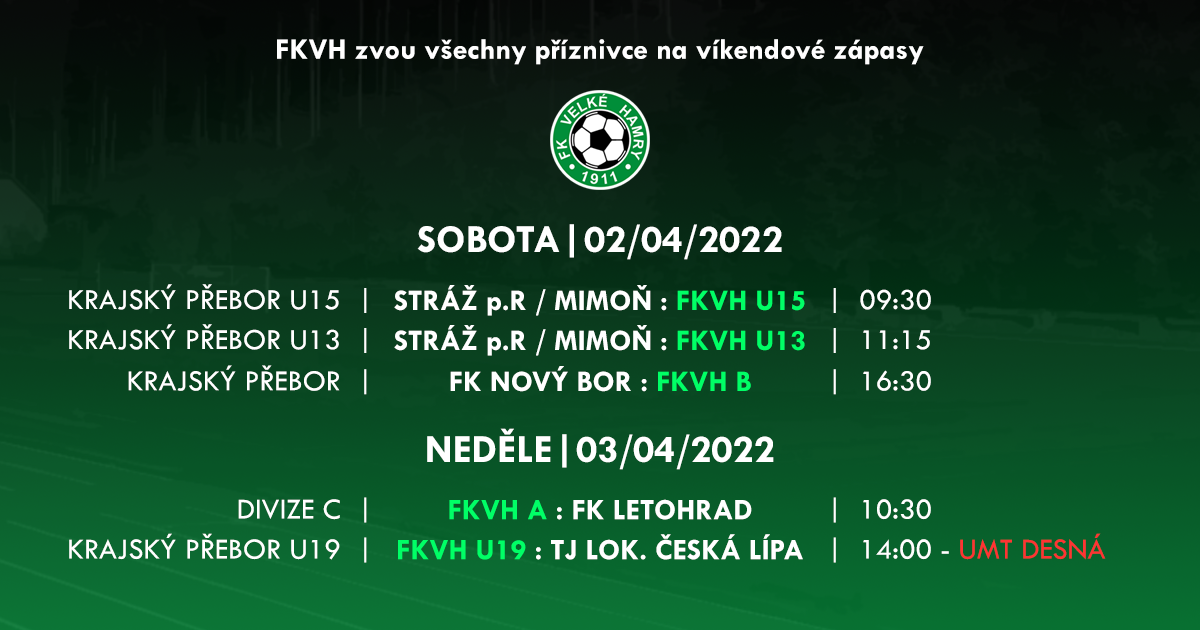 FKVH zvou všechny příznivce na víkendové zápasy
FK VELKÉ HAMRY
1911
SOBOTA | 02/04/2022
KRAJSKÝ PŘEBOR U15 | STRÁŽ p.R / MIMOŇ : FKVH U15 | 09:30
KRAJSKÝ PŘEBOR U13 | STRÁŽ p.R / MIMOŇ : FKVH U13 | 11:15
KRAJSKÝ PŘEBOR | FK NOVÝ BOR : FKVH B | 16:30
NEDĚLE | 03/04/2022
DIVIZE C | FKVH A : FK LETOHRAD | 10:30
KRAJSKÝ PŘEBOR U19 | FKVH U19 : TJ LOK. ČESKÁ LÍPA | 14:00 - UMT DESNÁ